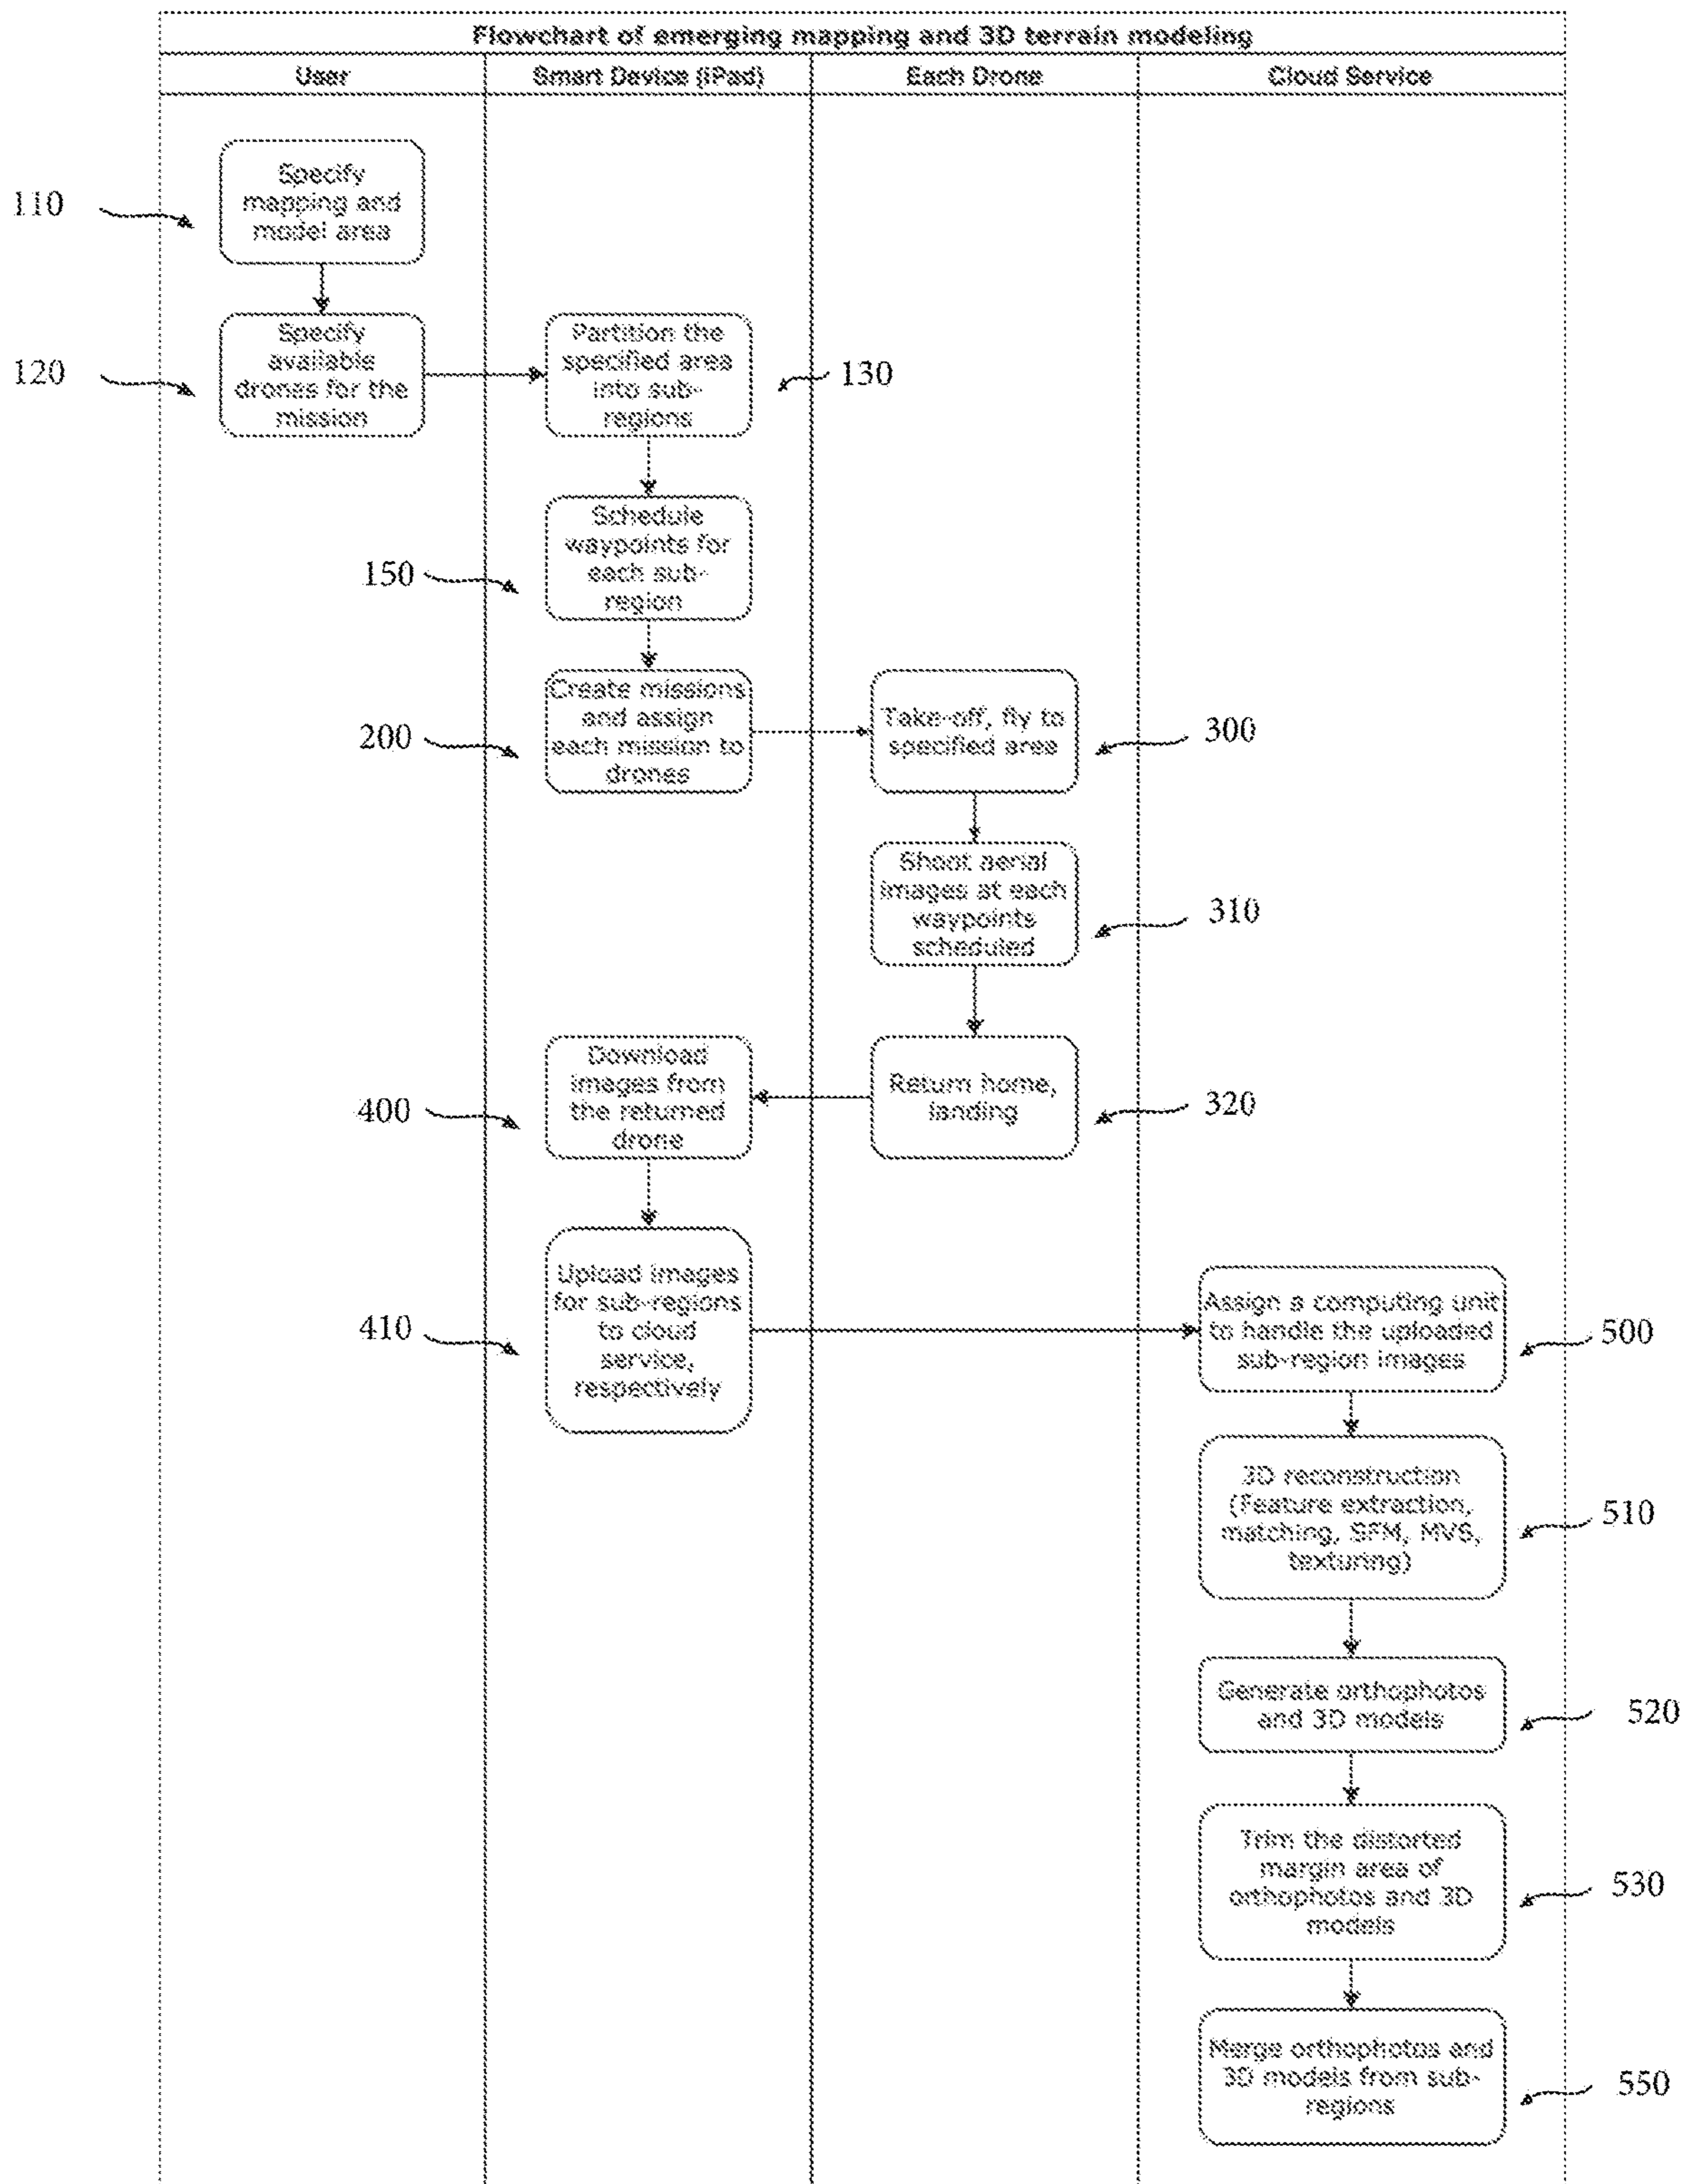 Flowchart of emerging mapping and 3D terrain modeling
User
Smart Device (iPad)
Each Drone
Cloud Service
110
Specify
mapping and
model area
120
Specify
available
drones for the
mission
Partition the
specified area
into sub-
regions
130
150
Schedule
waypoints for
each sub-
region
200
Create missions
and assign
each mission to
drones
Take-off, fly to
specified area
300
Shoot aerial
images at each
waypoints
scheduled
310
400
Download
images from
the returned
drone
Return home,
landing
320
410
Upload images
for sub-regions
to cloud
service,
respectively
Assign a computing unit
to handle the uploaded
sub-region images
500
3D reconstruction
(Feature extraction,
matching, SFM, MVS,
texturing)
510
Generate orthophotos
and 3D models
520
Trim the distorted
margin area of
orthophotos and 3D
models
530
Merge orthophotos and
3D models from sub-
regions
550